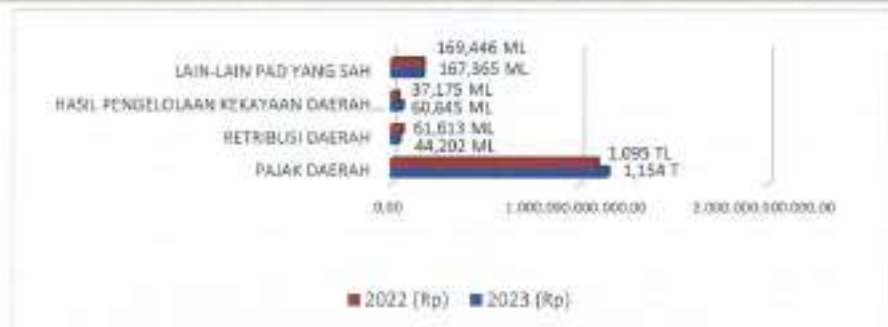 169,446 ML
LAIN-LAIN PAD YANG SAH
167,365 ML
37,175 ML
HASIL PENGELOLAAN KEKAYAAN DAERAH...
60,645 ML
61,613 ML
RETRIBUSI DAERAH
44,202 ML
1,095 TL
PAJAK DAERAH
1,154 T
0,00
1.000.000.000.000,00
2.000.000.000.000,00
2022 (Rp)
2023 (Rp)